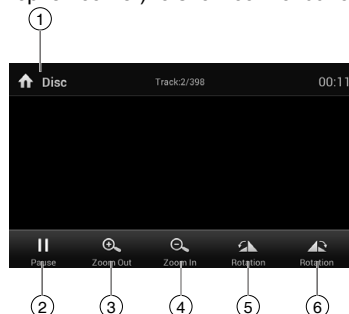 1
Disc Track:2/398 00:11
Pause Zoom Out Zoom In Rotation Rotation
2 3 4 5 6